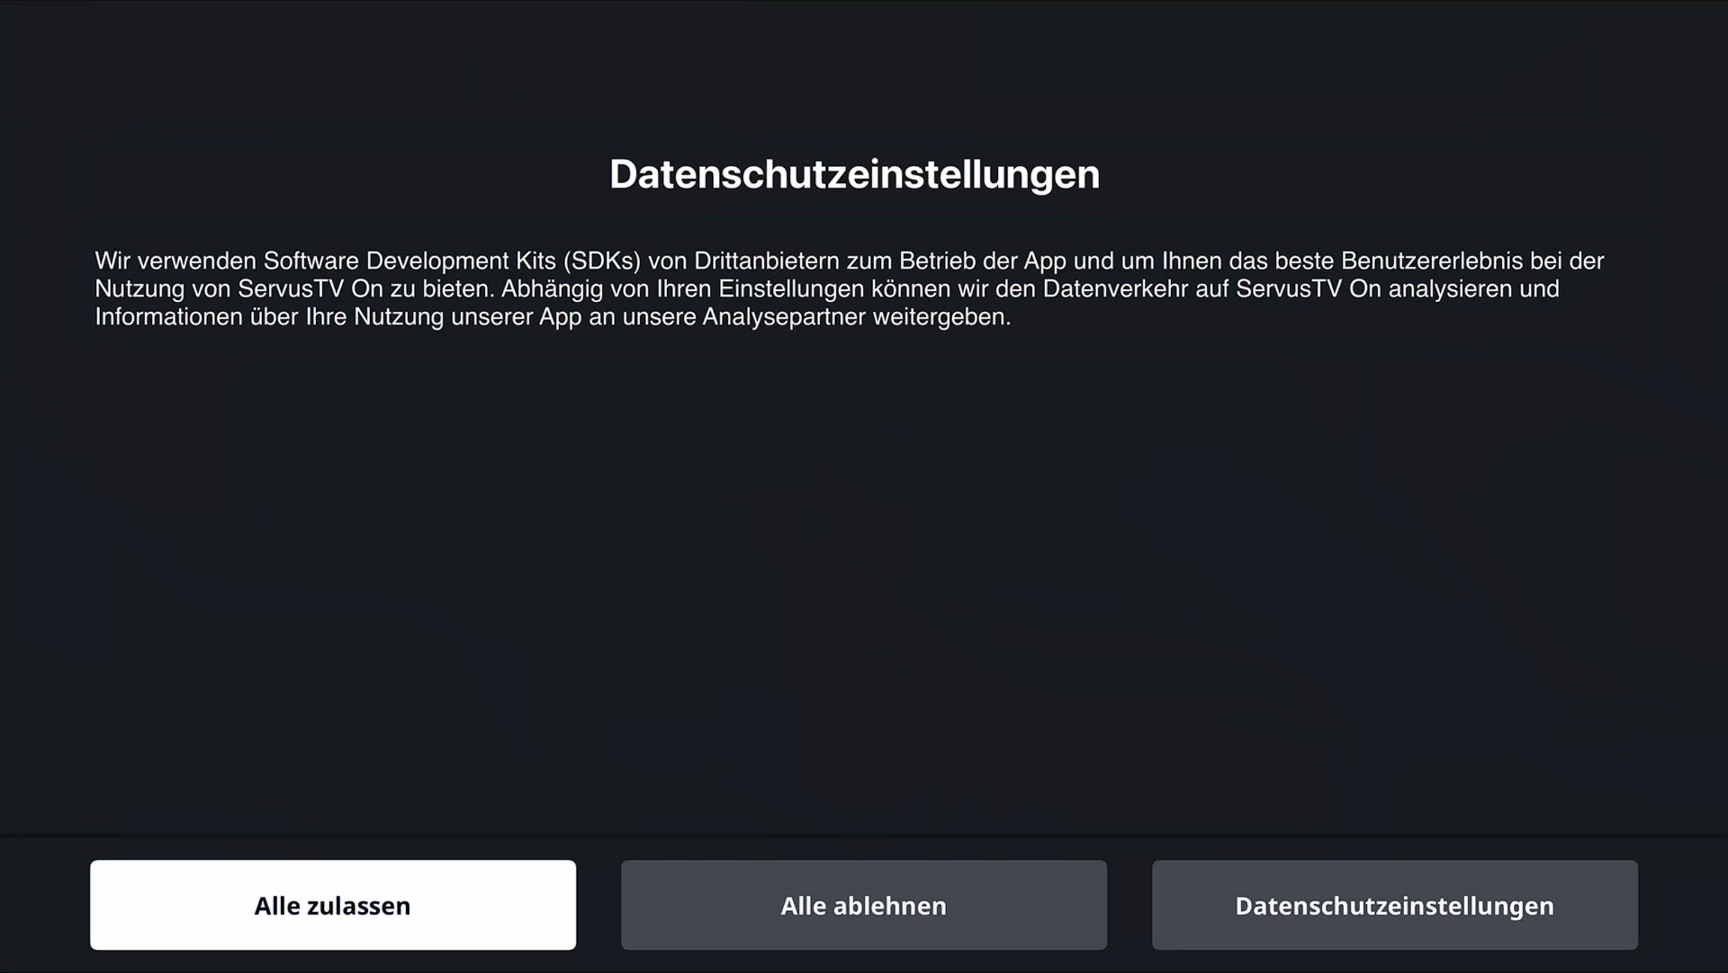 Datenschutzeinstellungen
Wir verwenden Software Development Kits (SDKs) von Drittanbietern zum Betrieb der App und um Ihnen das beste Benutzererlebnis bei der
Nutzung von ServusTV On zu bieten. Abhängig von Ihren Einstellungen können wir den Datenverkehr auf ServusTV On analysieren und
Informationen über Ihre Nutzung unserer App an unsere Analysepartner weitergeben.
Alle zulassen
Alle ablehnen
Datenschutzeinstellungen